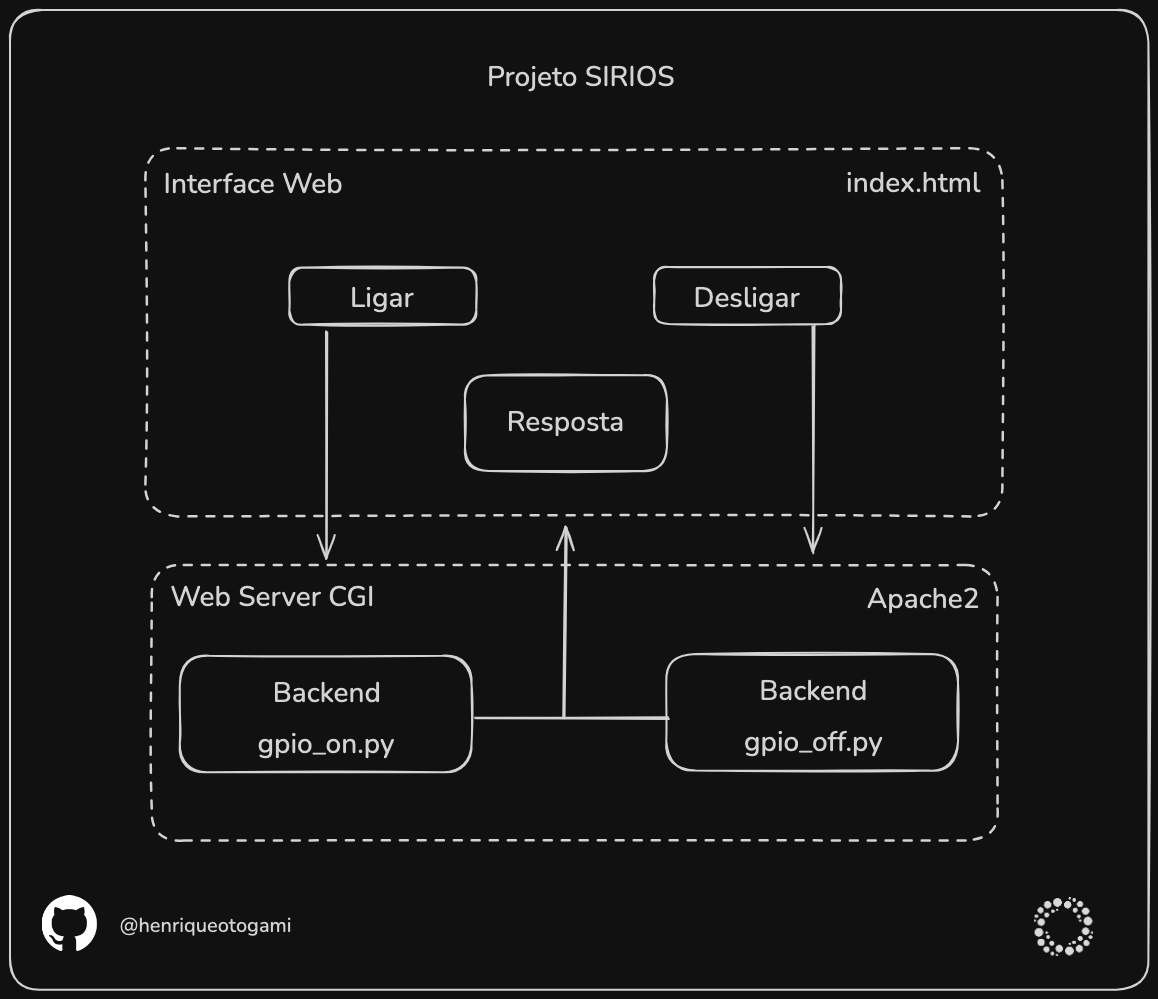 Projeto SIRIOS
Interface Web
index.html
Ligar
Desligar
Resposta
Web Server CGI
Apache2
Backend
gpio_on.py
Backend
gpio_off.py
@henriqueotogami